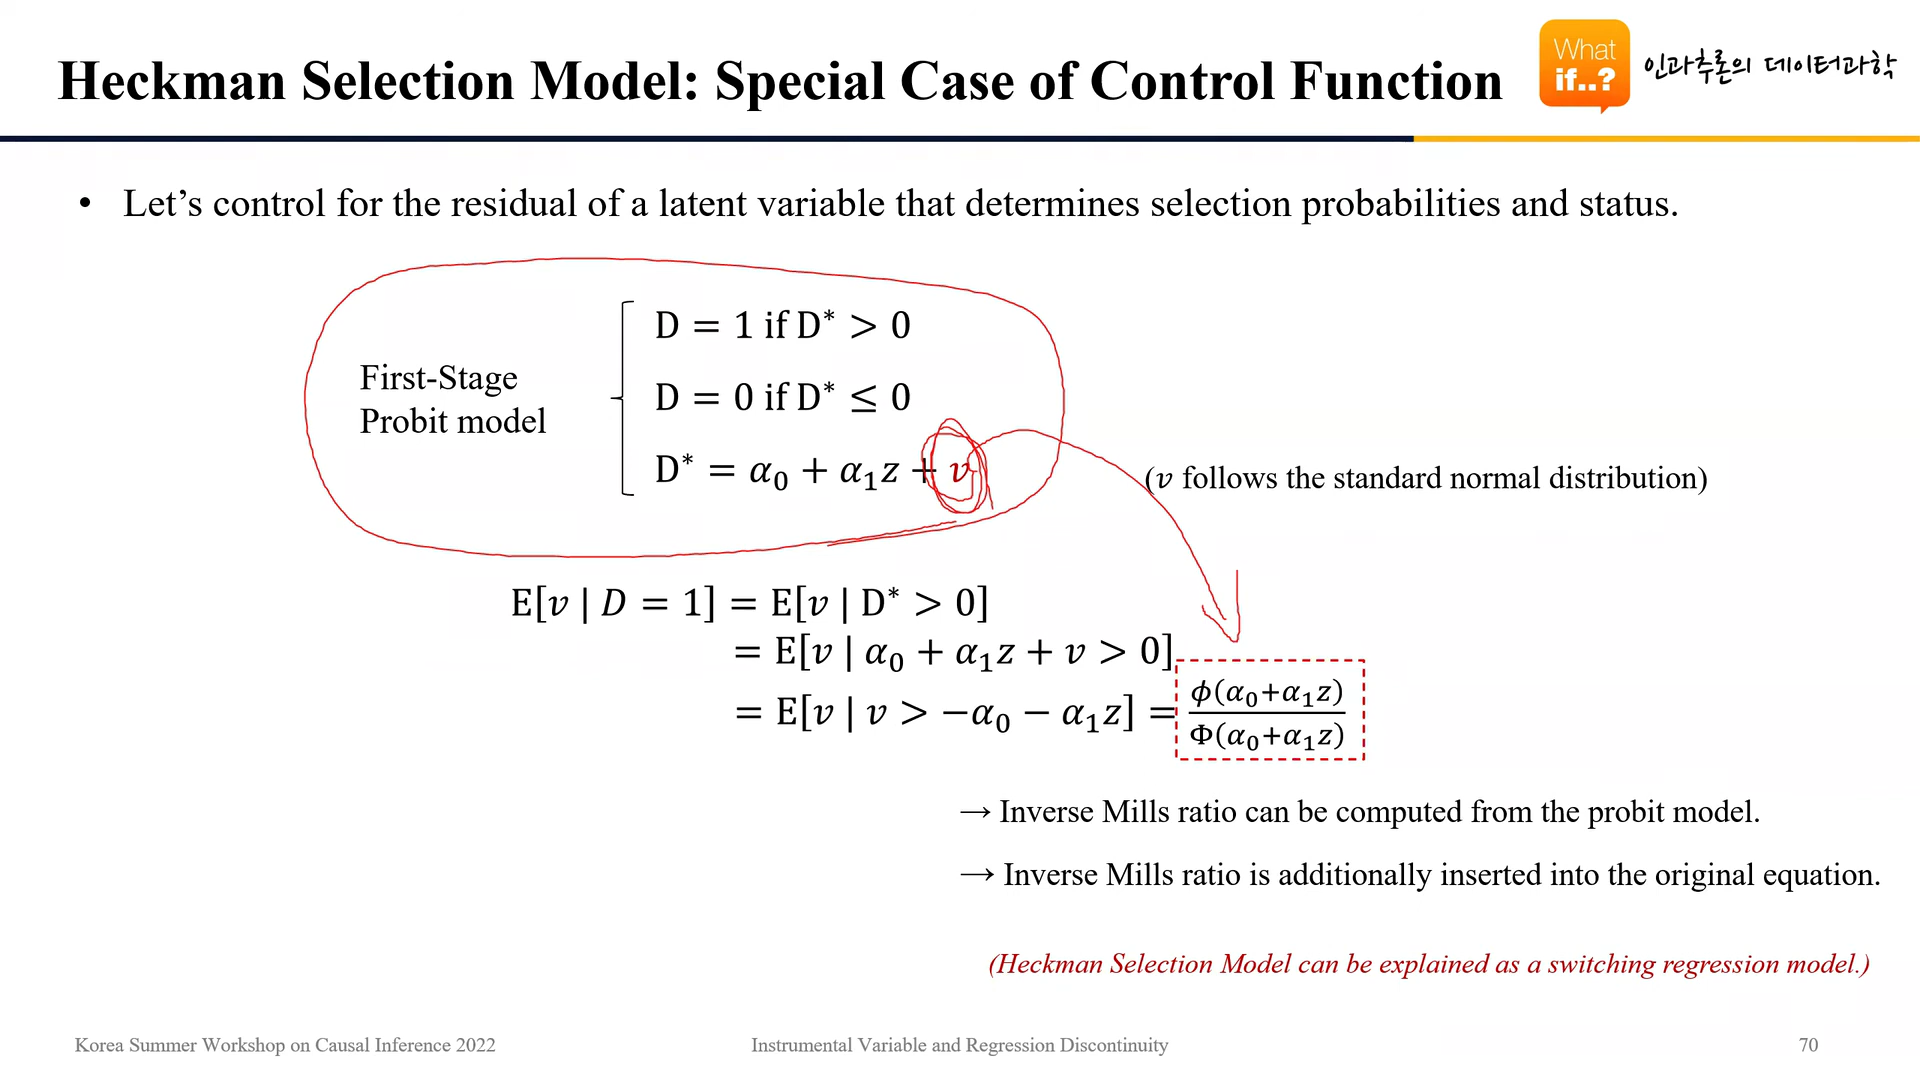 Heckman Selection Model: Special Case of Control Function
What
if..?
인과추론의 데이터과학
• Let’s control for the residual of a latent variable that determines selection probabilities and status.
First-Stage
Probit model
D = 1 if D* > 0
D = 0 if D* ≤ 0
D* = α₀ + α₁z + v
(v follows the standard normal distribution)
E[v | D = 1] = E[v | D* > 0]
= E[v | α₀ + α₁z + v > 0]
= E[v | v > −α₀ − α₁z] = ϕ(α₀+α₁z)
Φ(α₀+α₁z)
→ Inverse Mills ratio can be computed from the probit model.
→ Inverse Mills ratio is additionally inserted into the original equation.
(Heckman Selection Model can be explained as a switching regression model.)
Korea Summer Workshop on Causal Inference 2022
Instrumental Variable and Regression Discontinuity
70